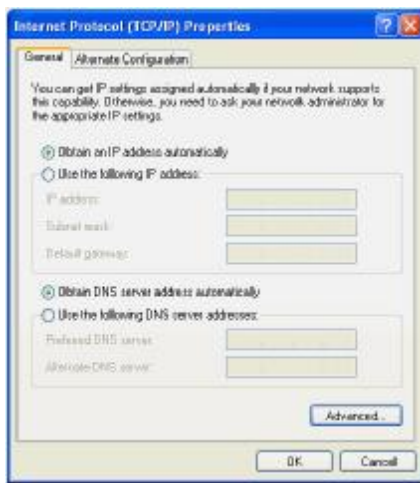 Internet Protocol (TCP/IP) Properties
General
Alternate Configuration
You can get IP settings assigned automatically if your network supports
this capability. Otherwise, you need to ask your network administrator for
the appropriate IP settings.
Obtain an IP address automatically
Use the following IP address:
IP address:
Subnet mask:
Default gateway:
Obtain DNS server address automatically
Use the following DNS server addresses:
Preferred DNS server:
Alternate DNS server:
Advanced...
OK
Cancel